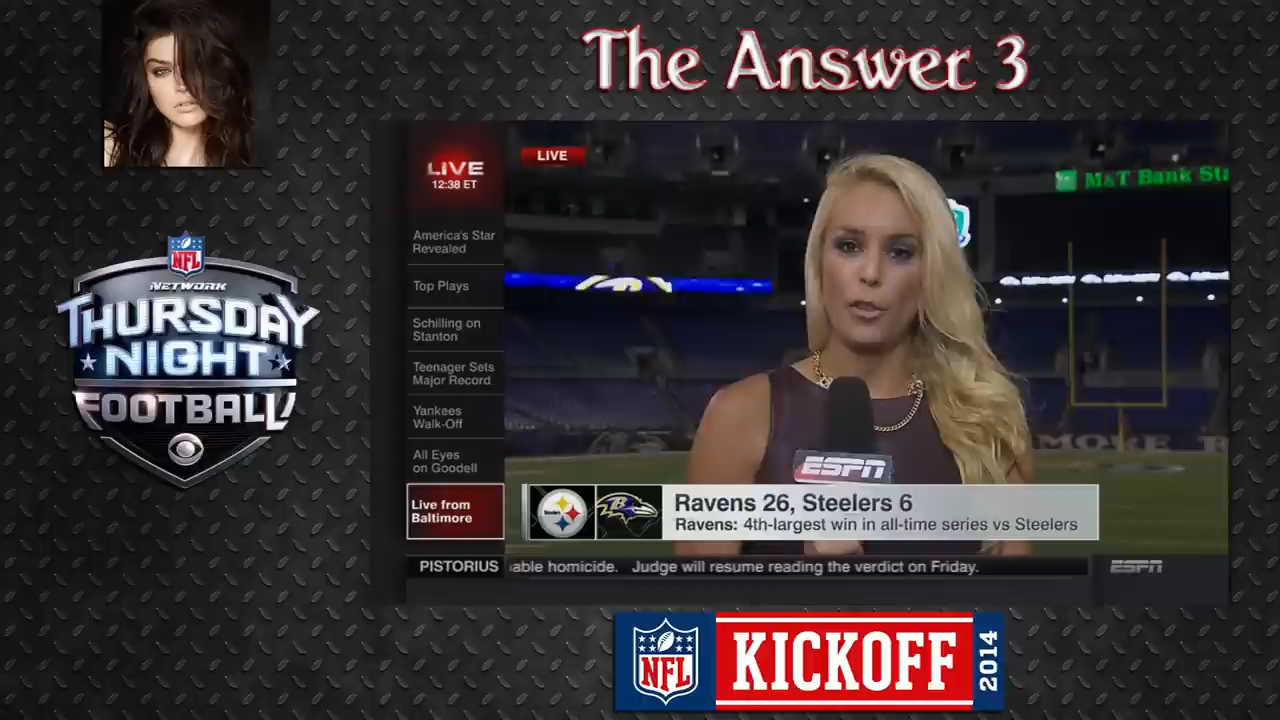 The Answer 3
LIVE
12:38 ET
LIVE
M&T Bank
America's Star
Revealed
Top Plays
Schilling on
Stanton
Teenager Sets
Major Record
Yankees
Walk-Off
All Eyes
on Goodell
Live from
Baltimore
NFL
NETWORK
THURSDAY
NIGHT
FOOTBALL
ESPN
Steelers
B
Ravens 26, Steelers 6
Ravens: 4th-largest win in all-time series vs Steelers
PISTORIUS
able homicide. Judge will resume reading the verdict on Friday.
ESPN
NFL
KICKOFF
2014